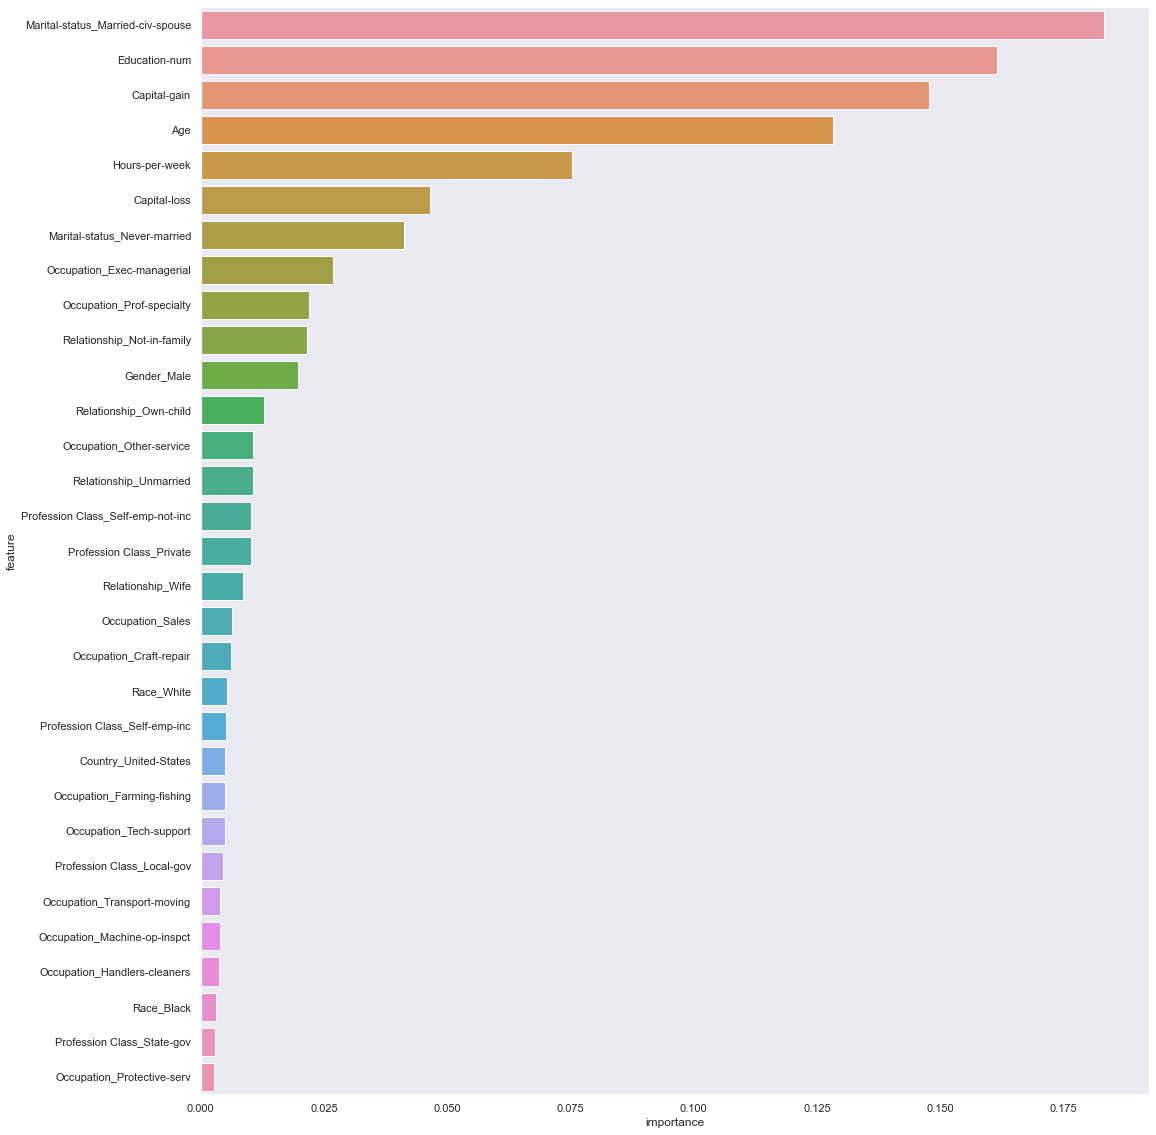 Marital-status_Married-civ-spouse
Education-num
Capital-gain
Age
Hours-per-week
Capital-loss
Marital-status_Never-married
Occupation_Exec-managerial
Occupation_Prof-specialty
Relationship_Not-in-family
Gender_Male
Relationship_Own-child
Occupation_Other-service
Relationship_Unmarried
Profession Class_Self-emp-not-inc
Profession Class_Private
Relationship_Wife
Occupation_Sales
Occupation_Craft-repair
Race_White
Profession Class_Self-emp-inc
Country_United-States
Occupation_Farming-fishing
Occupation_Tech-support
Profession Class_Local-gov
Occupation_Transport-moving
Occupation_Machine-op-inspct
Occupation_Handlers-cleaners
Race_Black
Profession Class_State-gov
Occupation_Protective-serv
feature
0.000 0.025 0.050 0.075 0.100 0.125 0.150 0.175
importance